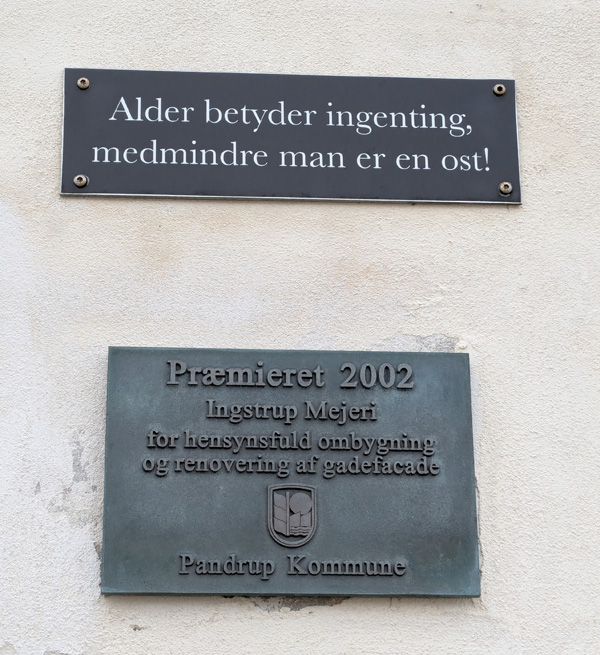 Alder betyder ingenting,
medmindre man er en ost!
Præmieret 2002
Ingstrup Mejeri
for hensynsfuld ombygning
og renovering af gadefacade
Pandrup Kommune